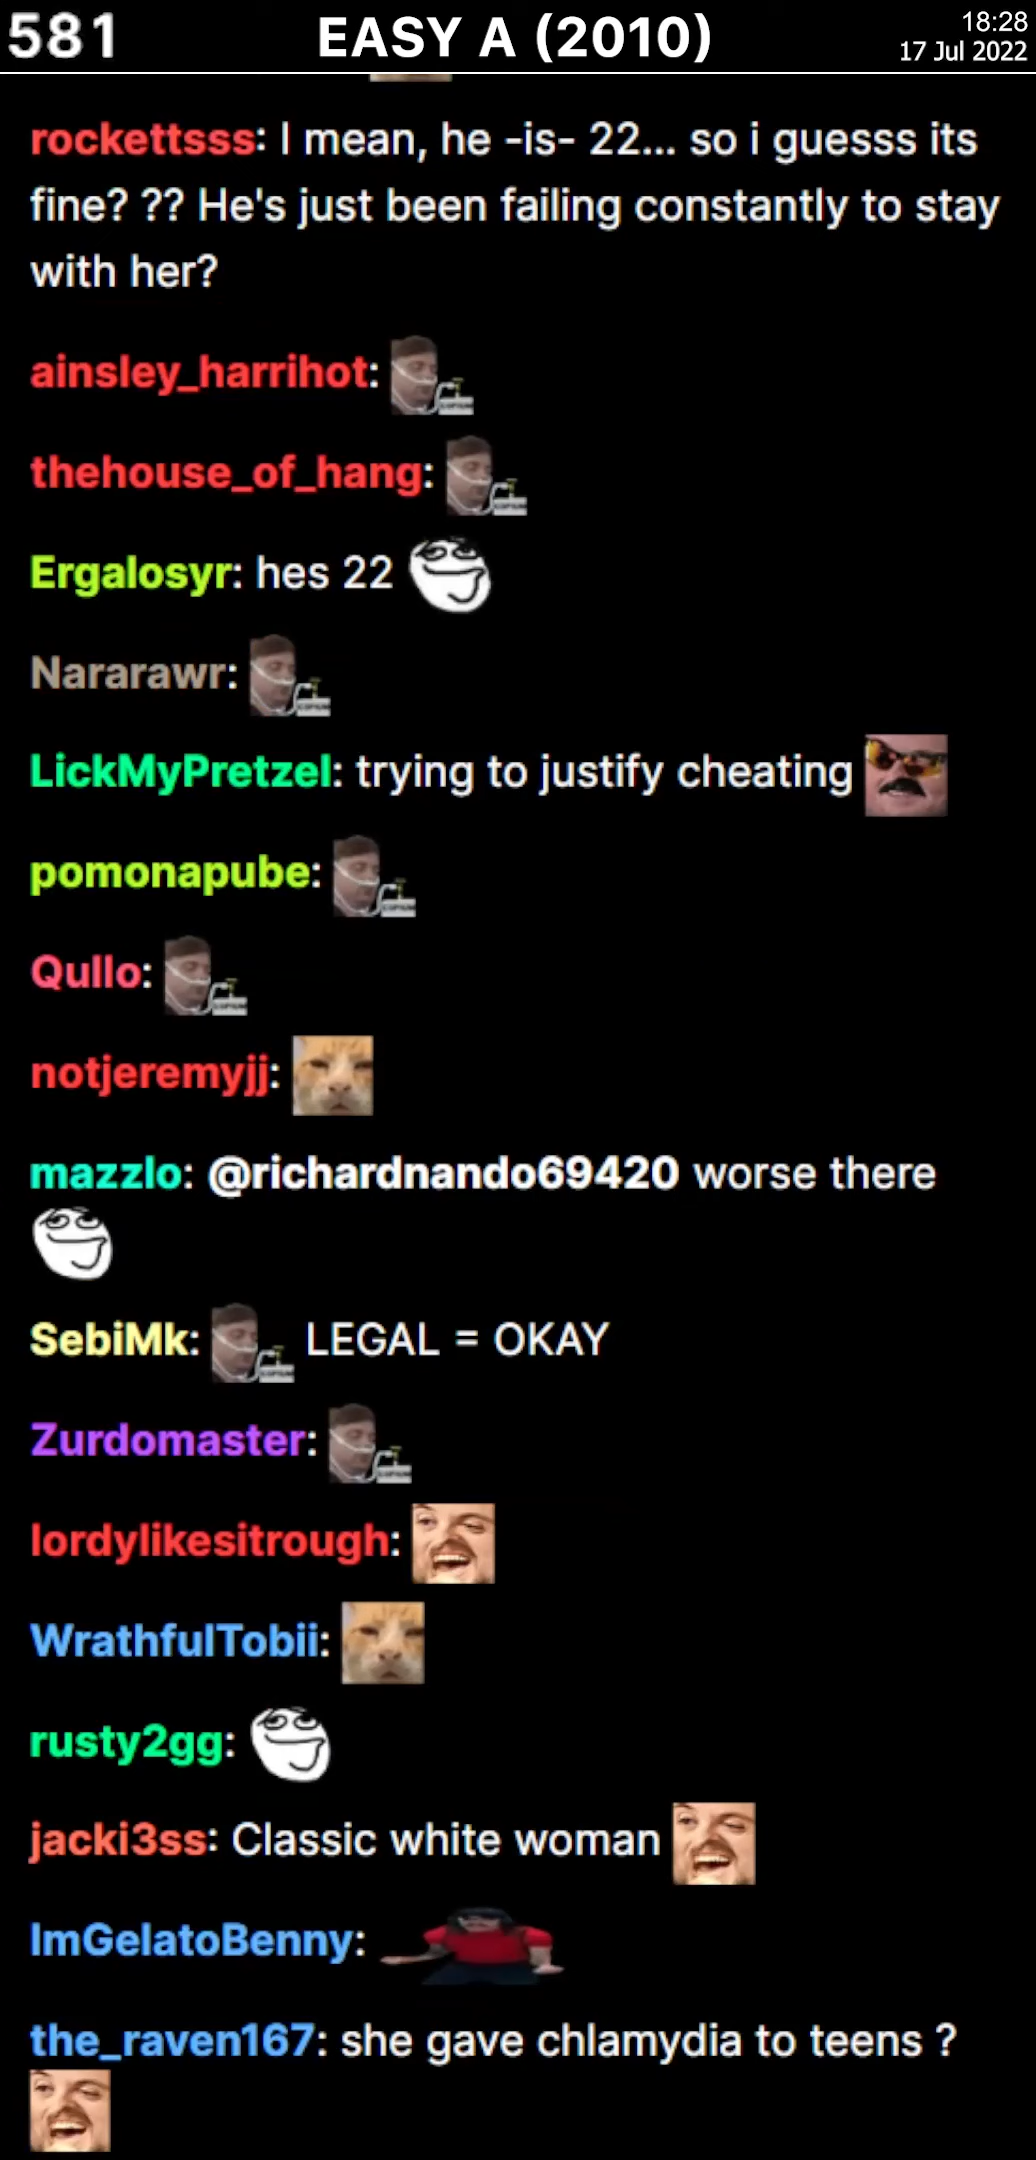 581 EASY A (2010) 18:28
17 Jul 2022
rockettsss: I mean, he -is- 22... so i guesss its
fine? ?? He's just been failing constantly to stay
with her?
ainsley_harrihot:
thehouse_of_hang:
Ergalosyr: hes 22
Nararawr:
LickMyPretzel: trying to justify cheating
pomonapube:
Qullo:
notjeremyjj:
mazzlo: @richardnando69420 worse there
SebiMk: LEGAL = OKAY
Zurdomaster:
lordylikesitrough:
WrathfulTobii:
rusty2gg:
jacki3ss: Classic white woman
ImGelatoBenny:
the_raven167: she gave chlamydia to teens ?